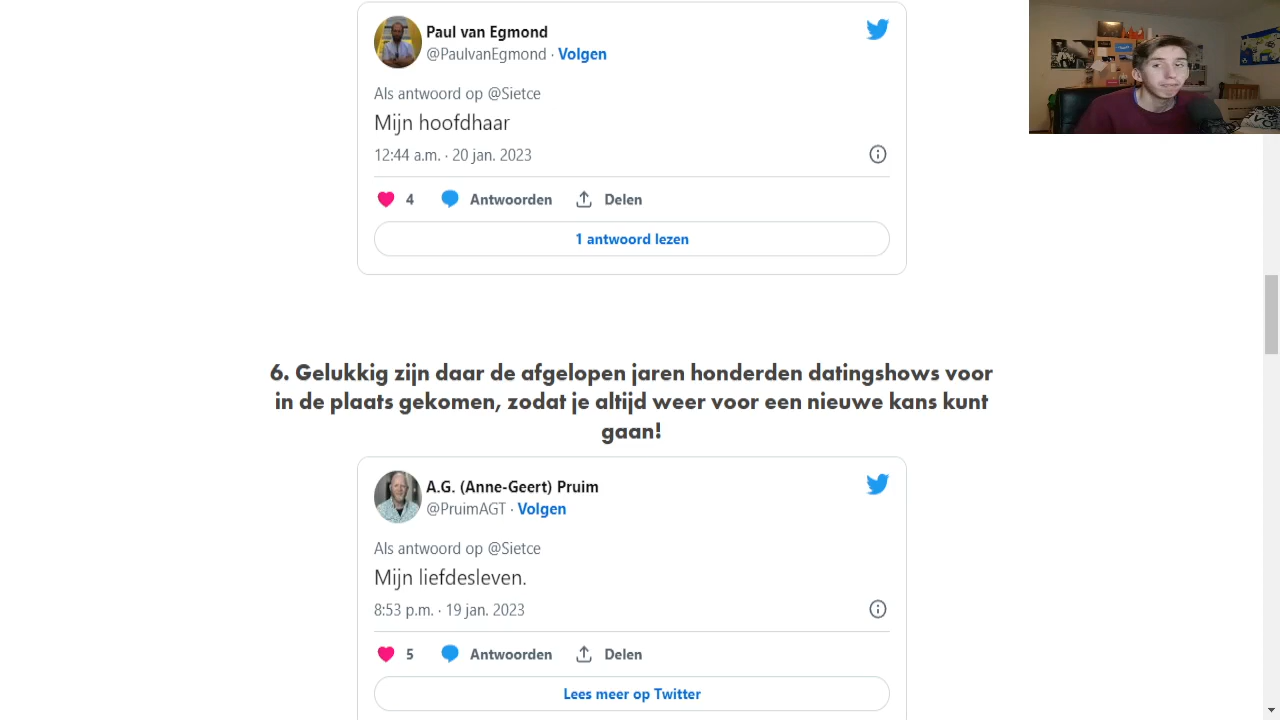 Paul van Egmond
@PaulvanEgmond · Volgen
Als antwoord op @Sietce
Mijn hoofdhaar
12:44 a.m. · 20 jan. 2023
4 Antwoorden Delen
1 antwoord lezen
6. Gelukkig zijn daar de afgelopen jaren honderden datingshows voor
in de plaats gekomen, zodat je altijd weer voor een nieuwe kans kunt
gaan!
A.G. (Anne-Geert) Pruim
@PruimAGT · Volgen
Als antwoord op @Sietce
Mijn liefdesleven.
8:53 p.m. · 19 jan. 2023
5 Antwoorden Delen
Lees meer op Twitter